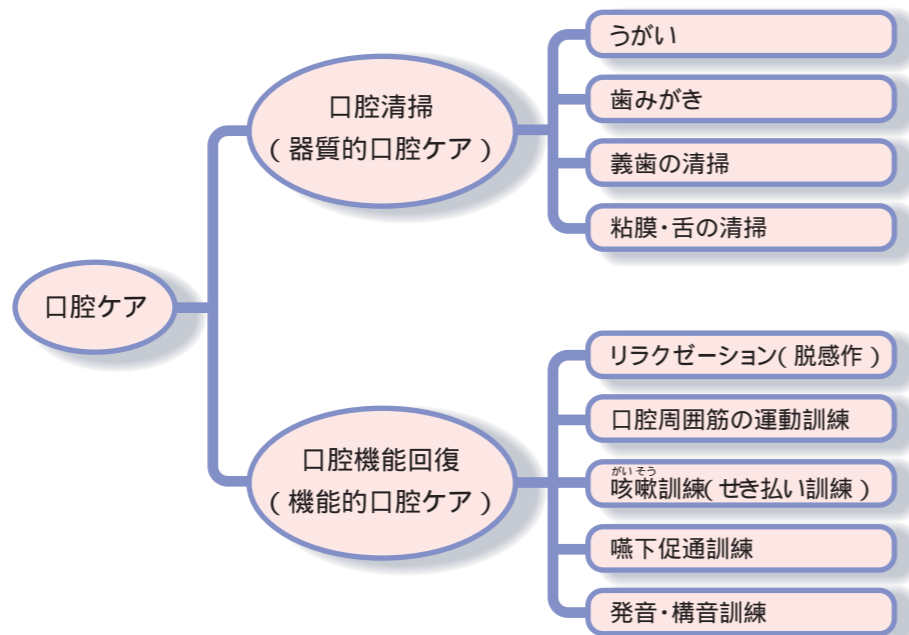 口腔ケア
口腔清掃
(器質的口腔ケア)
うがい
歯みがき
義歯の清掃
粘膜・舌の清掃
口腔機能回復
(機能的口腔ケア)
リラクゼーション(脱感作)
口腔周囲筋の運動訓練
がいそう
咳嗽訓練(せき払い訓練)
嚥下促通訓練
発音・構音訓練